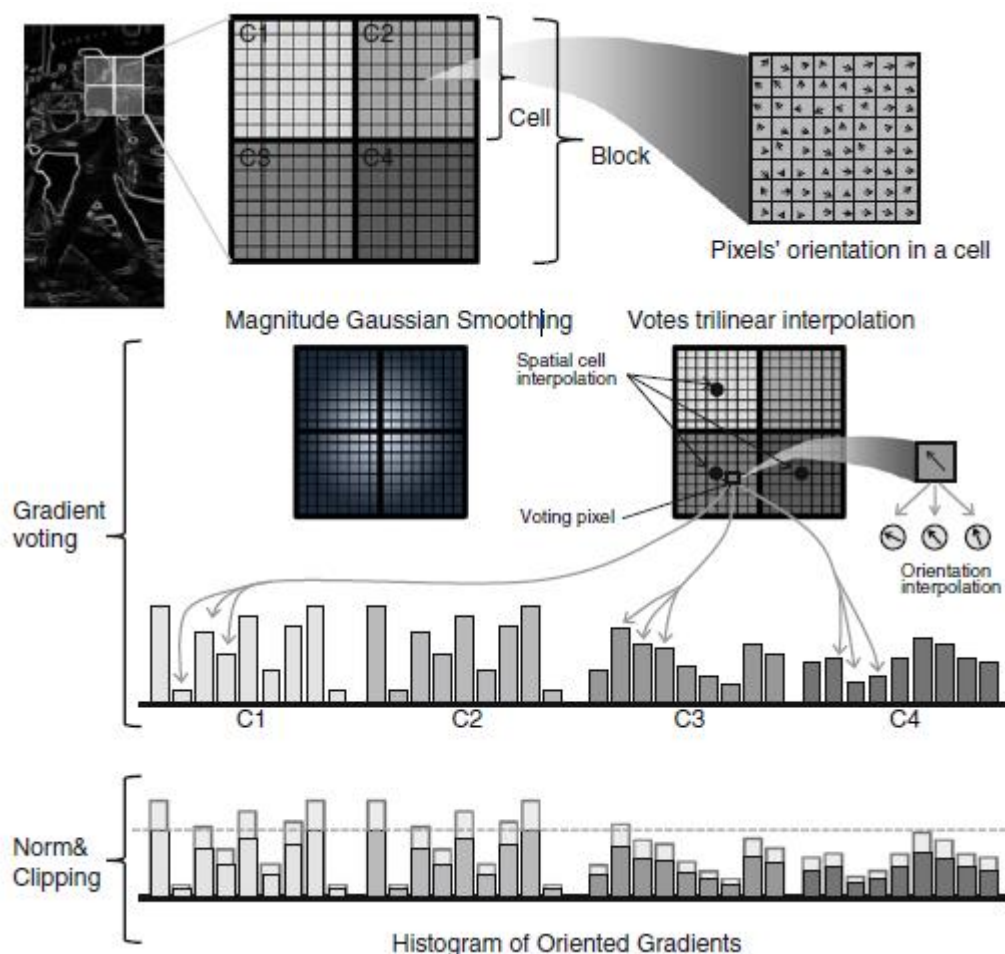 C1
C2
C3
C4
Cell
Block
Pixels' orientation in a cell
Magnitude Gaussian Smoothing
Votes trilinear interpolation
Spatial cell
interpolation
Voting pixel
Orientation
interpolation
Gradient
voting
C1
C2
C3
C4
Norm&
Clipping
Histogram of Oriented Gradients